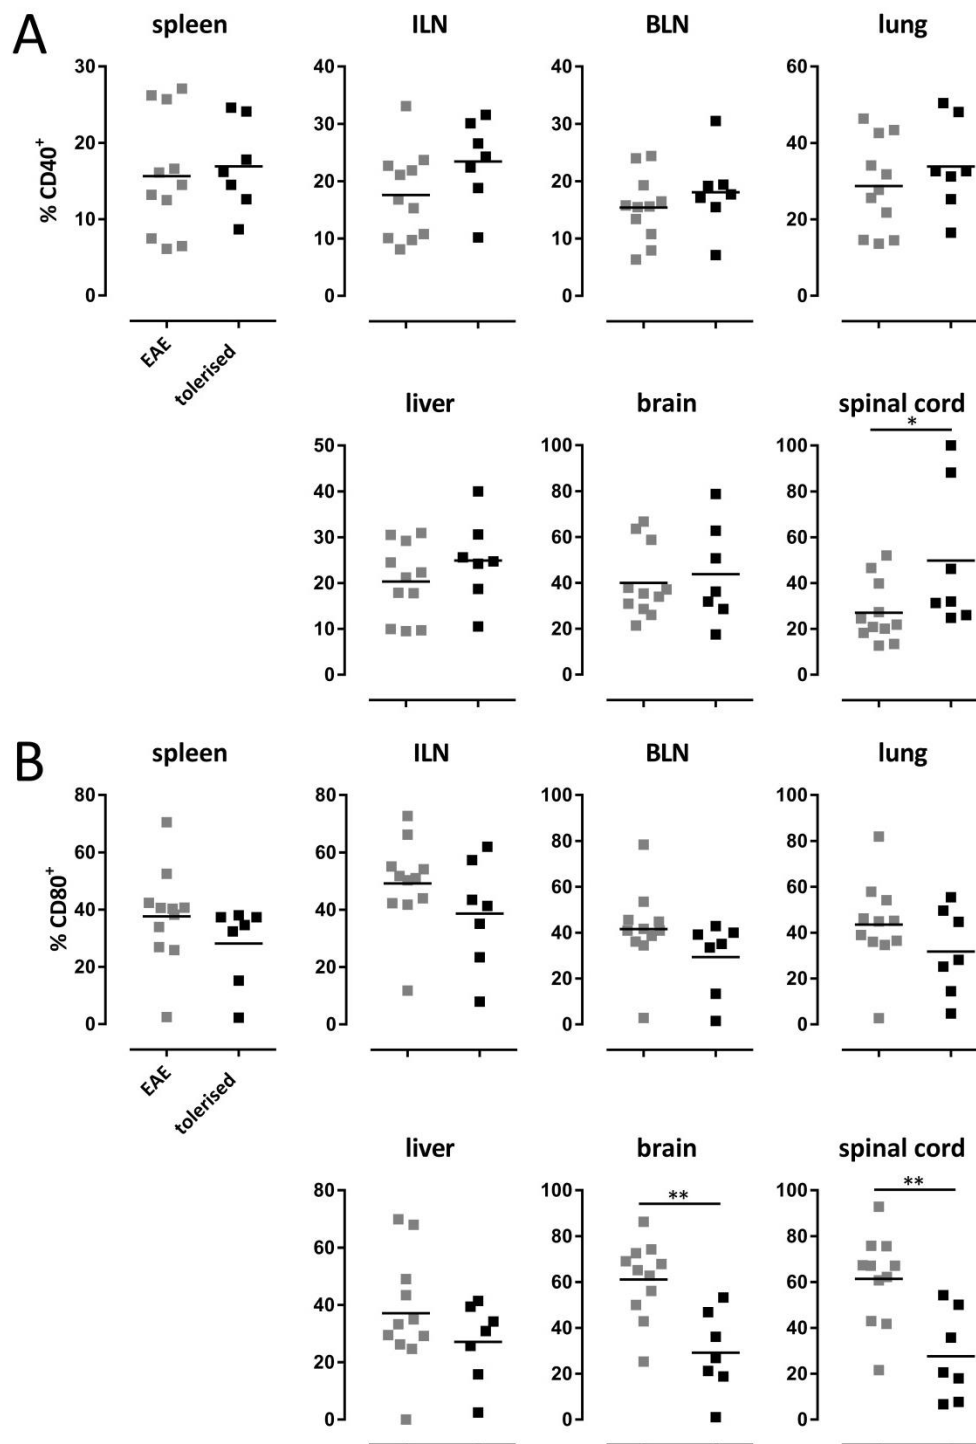 A
spleen ILN BLN lung
% CD40+
30 20 10 0
40 30 20 10 0
40 30 20 10 0
60 40 20 0
EAE tolerised
liver brain spinal cord
*
50 40 30 20 10 0
100 80 60 40 20 0
100 80 60 40 20 0
B
spleen ILN BLN lung
% CD80+
80 60 40 20 0
80 60 40 20 0
100 80 60 40 20 0
100 80 60 40 20 0
EAE tolerised
liver brain spinal cord
** **
80 60 40 20 0
100 80 60 40 20 0
100 80 60 40 20 0